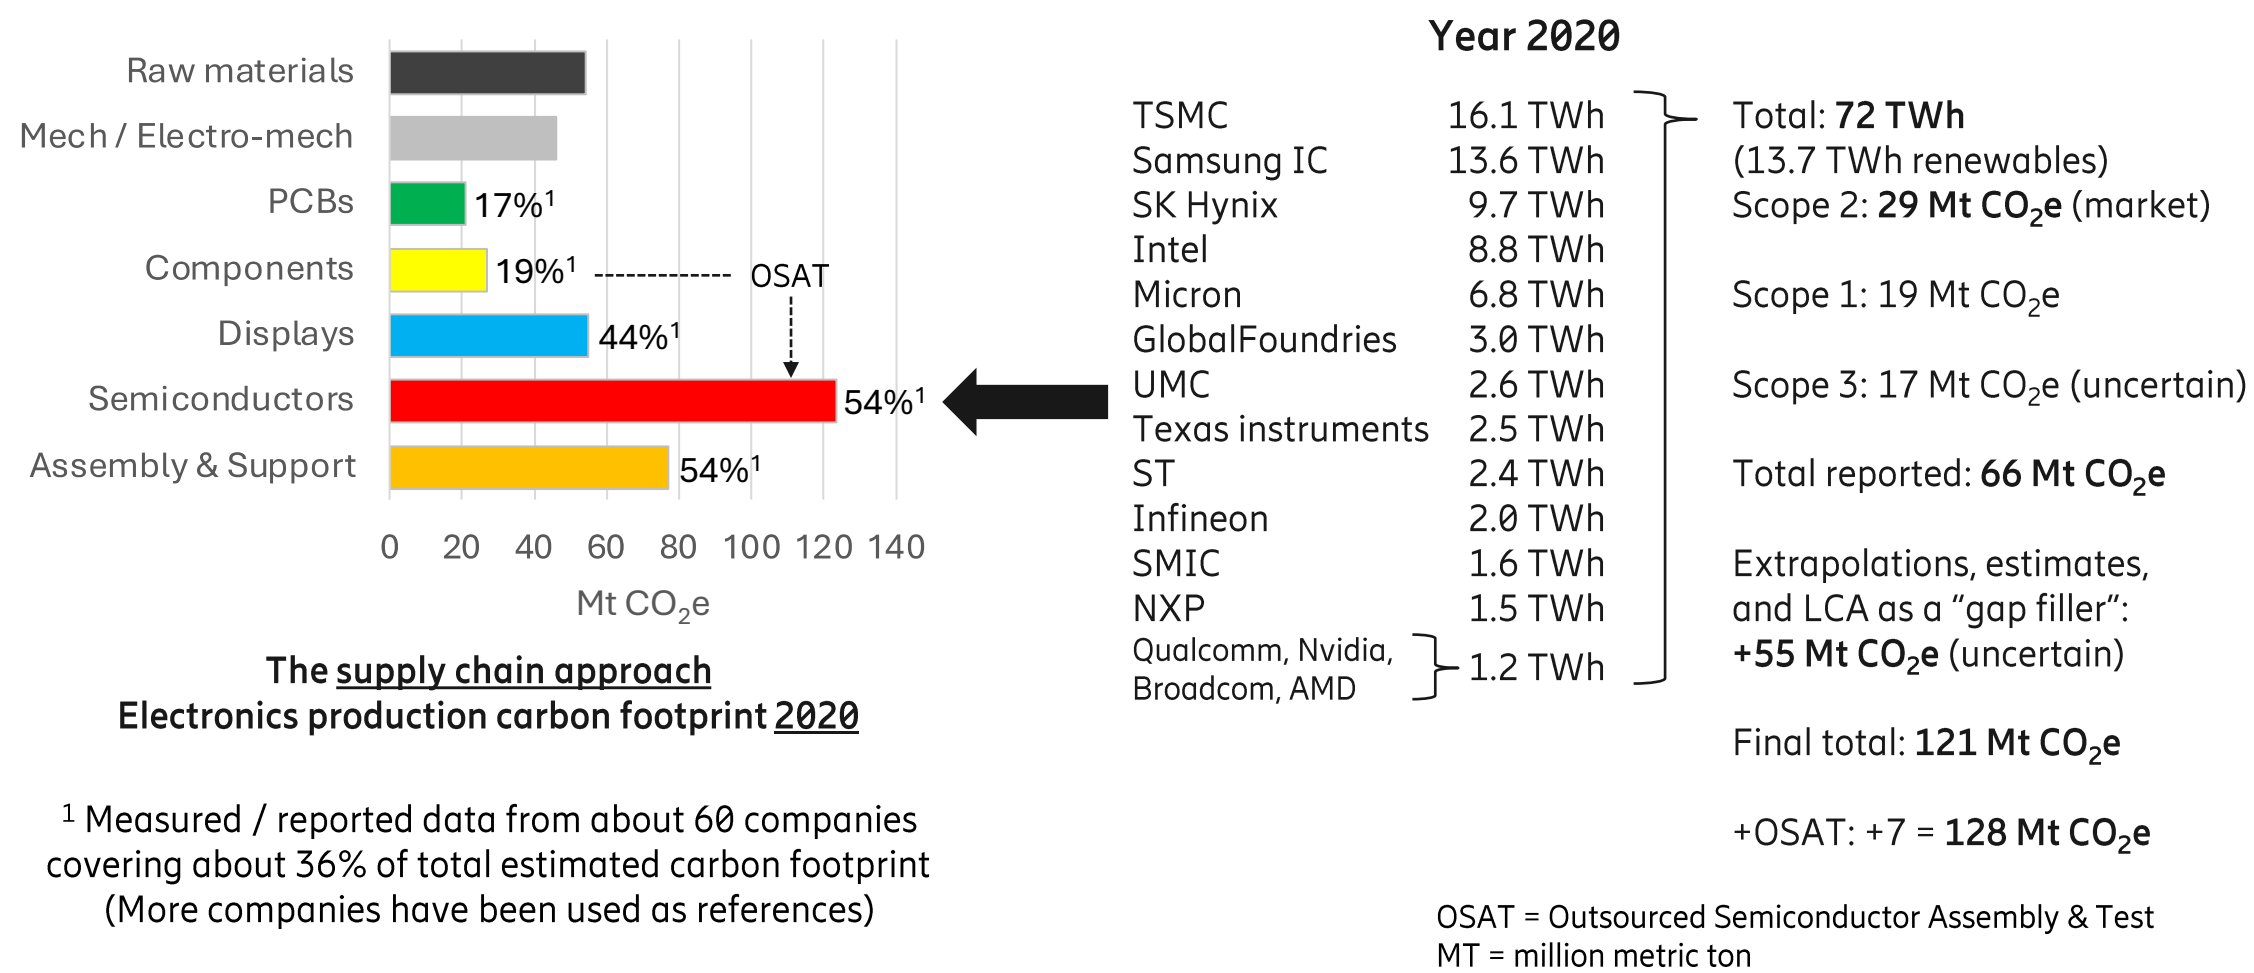 Raw materials
Mech / Electro-mech
PCBs
17%¹
Components
19%¹
OSAT
Displays
44%¹
Semiconductors
54%¹
Assembly & Support
54%¹
0 20 40 60 80 100 120 140
Mt CO₂e
The supply chain approach
Electronics production carbon footprint 2020
¹ Measured / reported data from about 60 companies
covering about 36% of total estimated carbon footprint
(More companies have been used as references)
Year 2020
TSMC 16.1 TWh
Samsung IC 13.6 TWh
SK Hynix 9.7 TWh
Intel 8.8 TWh
Micron 6.8 TWh
GlobalFoundries 3.0 TWh
UMC 2.6 TWh
Texas instruments 2.5 TWh
ST 2.4 TWh
Infineon 2.0 TWh
SMIC 1.6 TWh
NXP 1.5 TWh
Qualcomm, Nvidia,
Broadcom, AMD
1.2 TWh
Total: 72 TWh
(13.7 TWh renewables)
Scope 2: 29 Mt CO₂e (market)
Scope 1: 19 Mt CO₂e
Scope 3: 17 Mt CO₂e (uncertain)
Total reported: 66 Mt CO₂e
Extrapolations, estimates,
and LCA as a “gap filler”:
+55 Mt CO₂e (uncertain)
Final total: 121 Mt CO₂e
+OSAT: +7 = 128 Mt CO₂e
OSAT = Outsourced Semiconductor Assembly & Test
MT = million metric ton